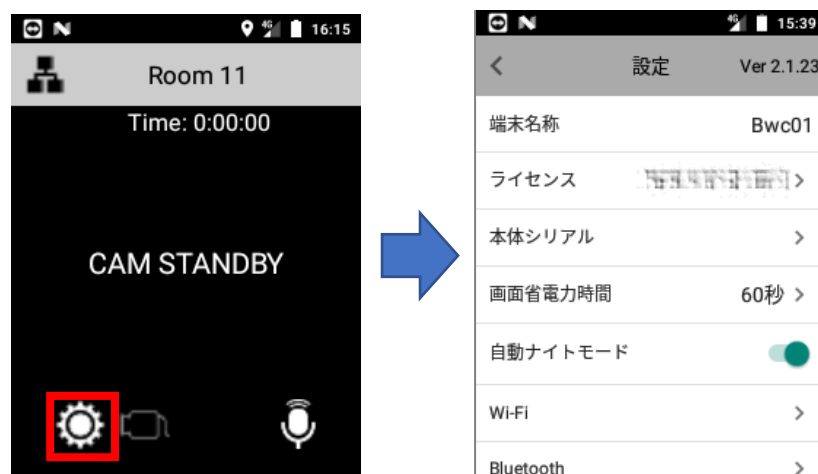 4G 16:15
Room 11
Time: 0:00:00
CAM STANDBY
4G 15:39
設定 Ver 2.1.23
端末名称 Bwc01
ライセンス
本体シリアル
画面省電力時間 60秒
自動ナイトモード
Wi-Fi
Bluetooth